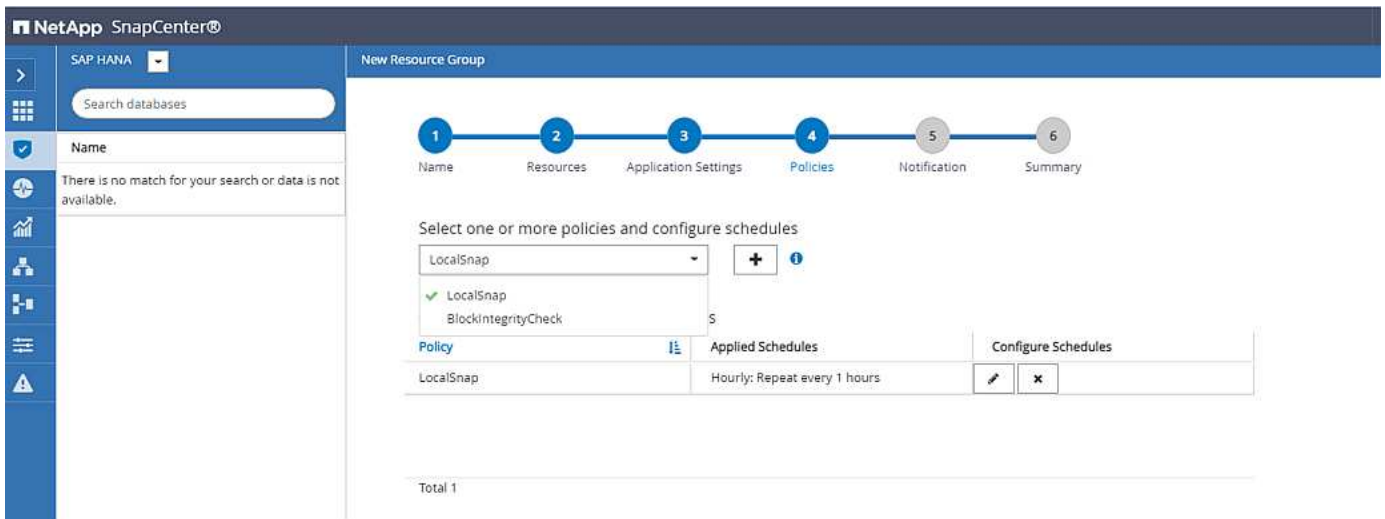 NetApp SnapCenter®
SAP HANA
New Resource Group
Search databases
Name
There is no match for your search or data is not
available.
1 2 3 4 5 6
Name Resources Application Settings Policies Notification Summary
Select one or more policies and configure schedules
LocalSnap
LocalSnap
BlockIntegrityCheck
s
Policy Applied Schedules Configure Schedules
LocalSnap Hourly: Repeat every 1 hours
Total 1